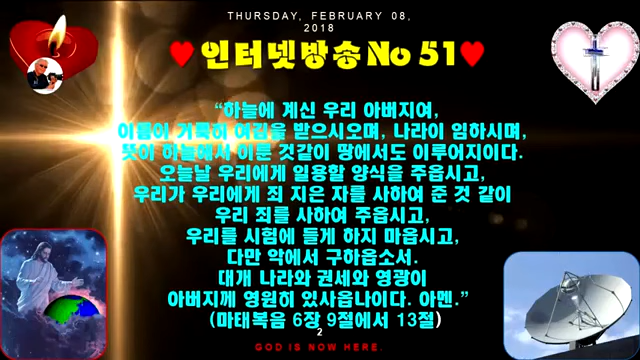 THURSDAY, FEBRUARY 08,
2018
♥인터넷방송No 51♥
“하늘에 계신 우리 아버지여,
이름이 거룩히 여김을 받으시오며, 나라이 임하시며,
뜻이 하늘에서 이룬 것같이 땅에서도 이루어지이다.
오늘날 우리에게 일용할 양식을 주옵시고,
우리가 우리에게 죄 지은 자를 사하여 준 것 같이
우리 죄를 사하여 주옵시고,
우리를 시험에 들게 하지 마옵시고,
다만 악에서 구하옵소서.
대개 나라와 권세와 영광이
아버지께 영원히 있사옵나이다. 아멘.”
(마태복음 6장 9절에서 13절)
2
GOD IS NOW HERE.